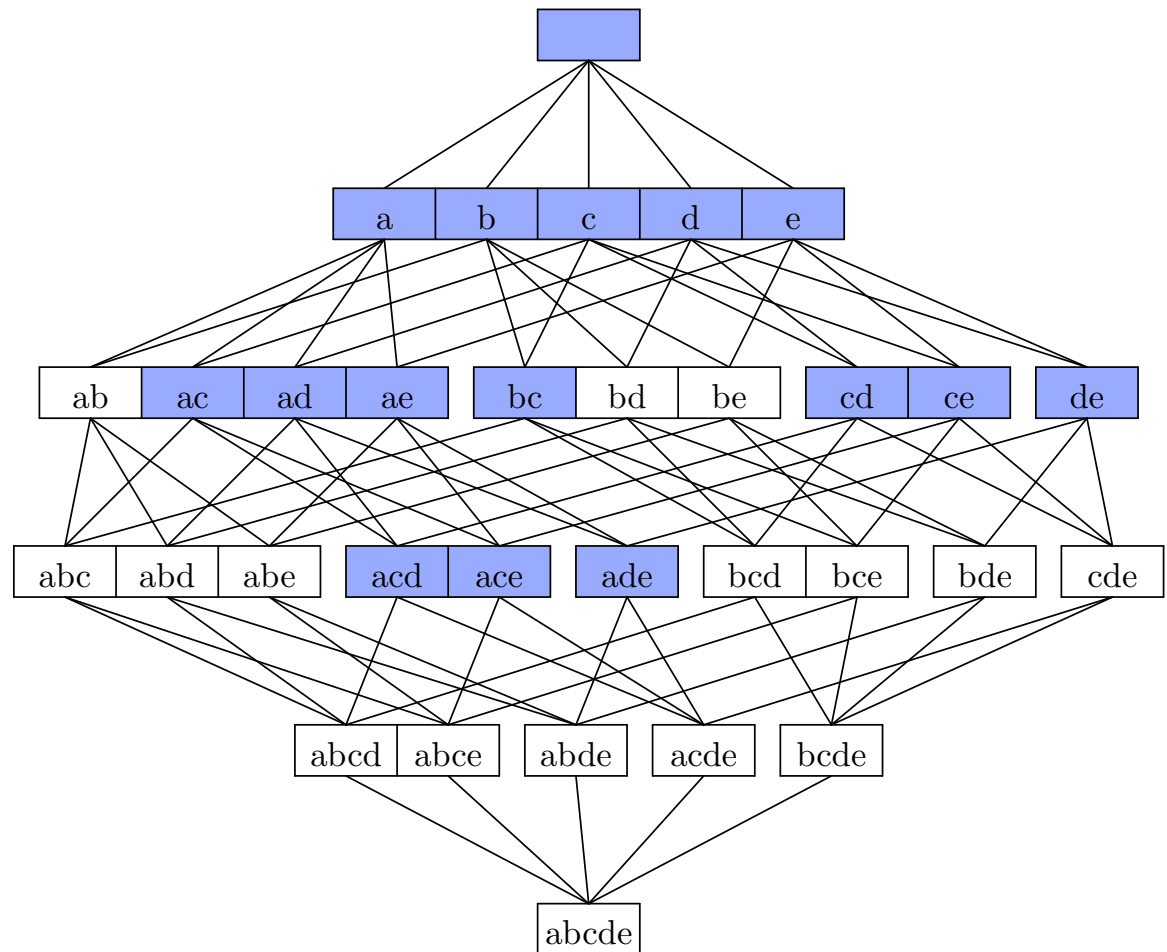 a b c d e
ab ac ad ae bc bd be cd ce de
abc abd abe acd ace ade bcd bce bde cde
abcd abce abde acde bcde
abcde